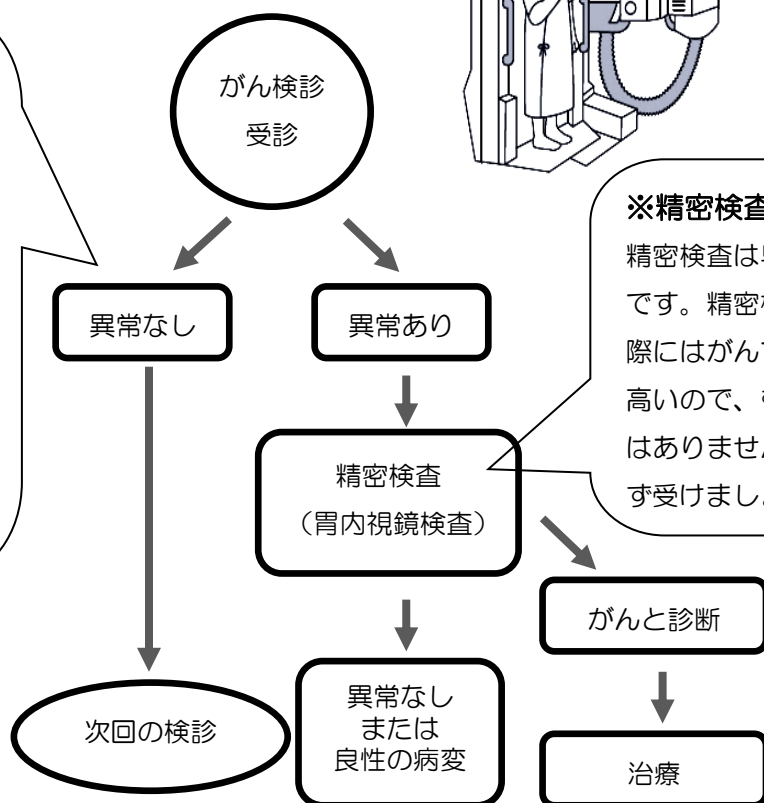 がん検診
受診
※精密検査
精密検査は
です。精密
際にはがん
高いので、
はありません
ず受けまし
異常なし
異常あり
精密検査
（胃内視鏡検査）
がんと診断
次回の検診
異常なし
または
良性の病変
治療